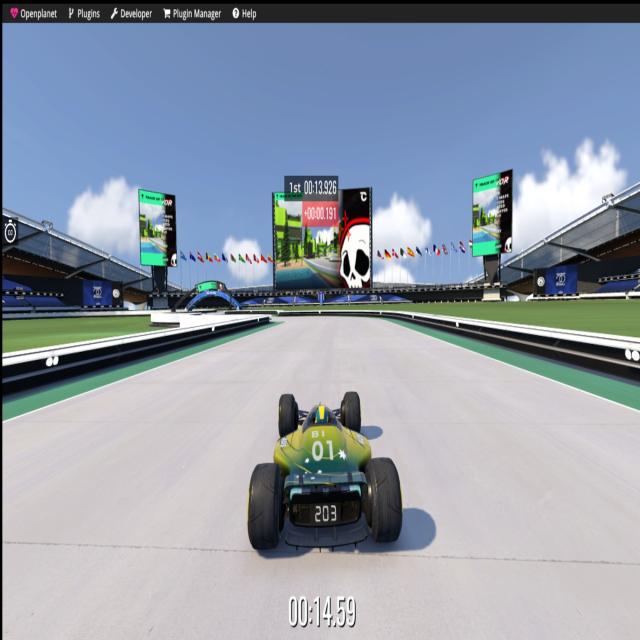 Openplanet Plugins Developer Plugin Manager Help
1st 00:13.926
+00:00.191
01
203
00:14.59